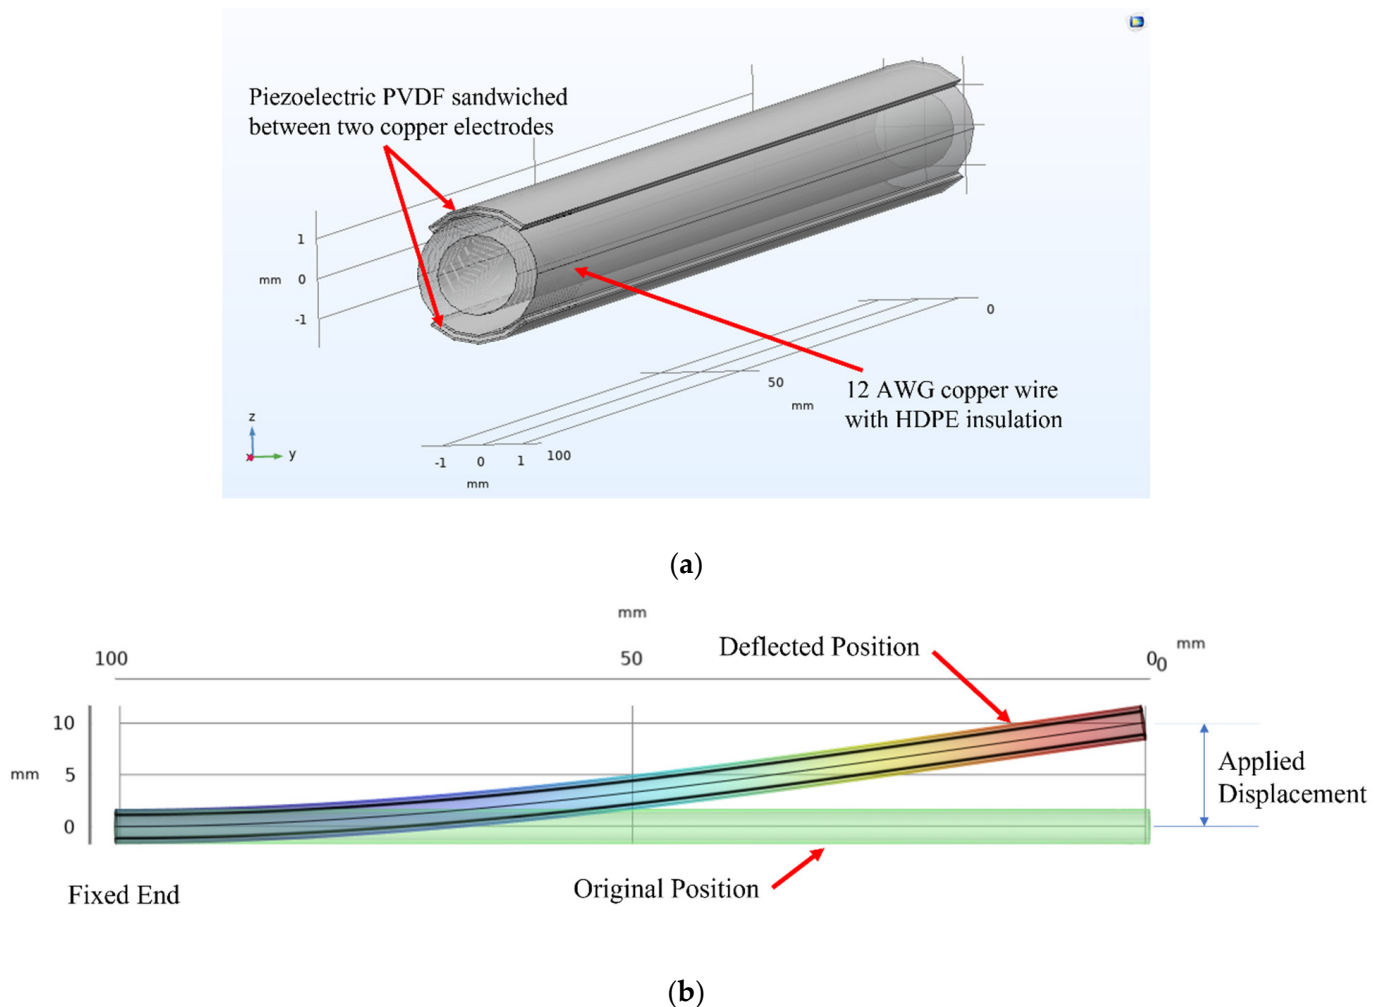 Piezoelectric PVDF sandwiched
between two copper electrodes
1
mm 0
-1
0
50
mm
12 AWG copper wire
with HDPE insulation
z
x y
-1 0 1 100
mm
(a)
mm
Deflected Position
100 50 0 0 mm
10
mm 5
0
Applied
Displacement
Fixed End
Original Position
(b)